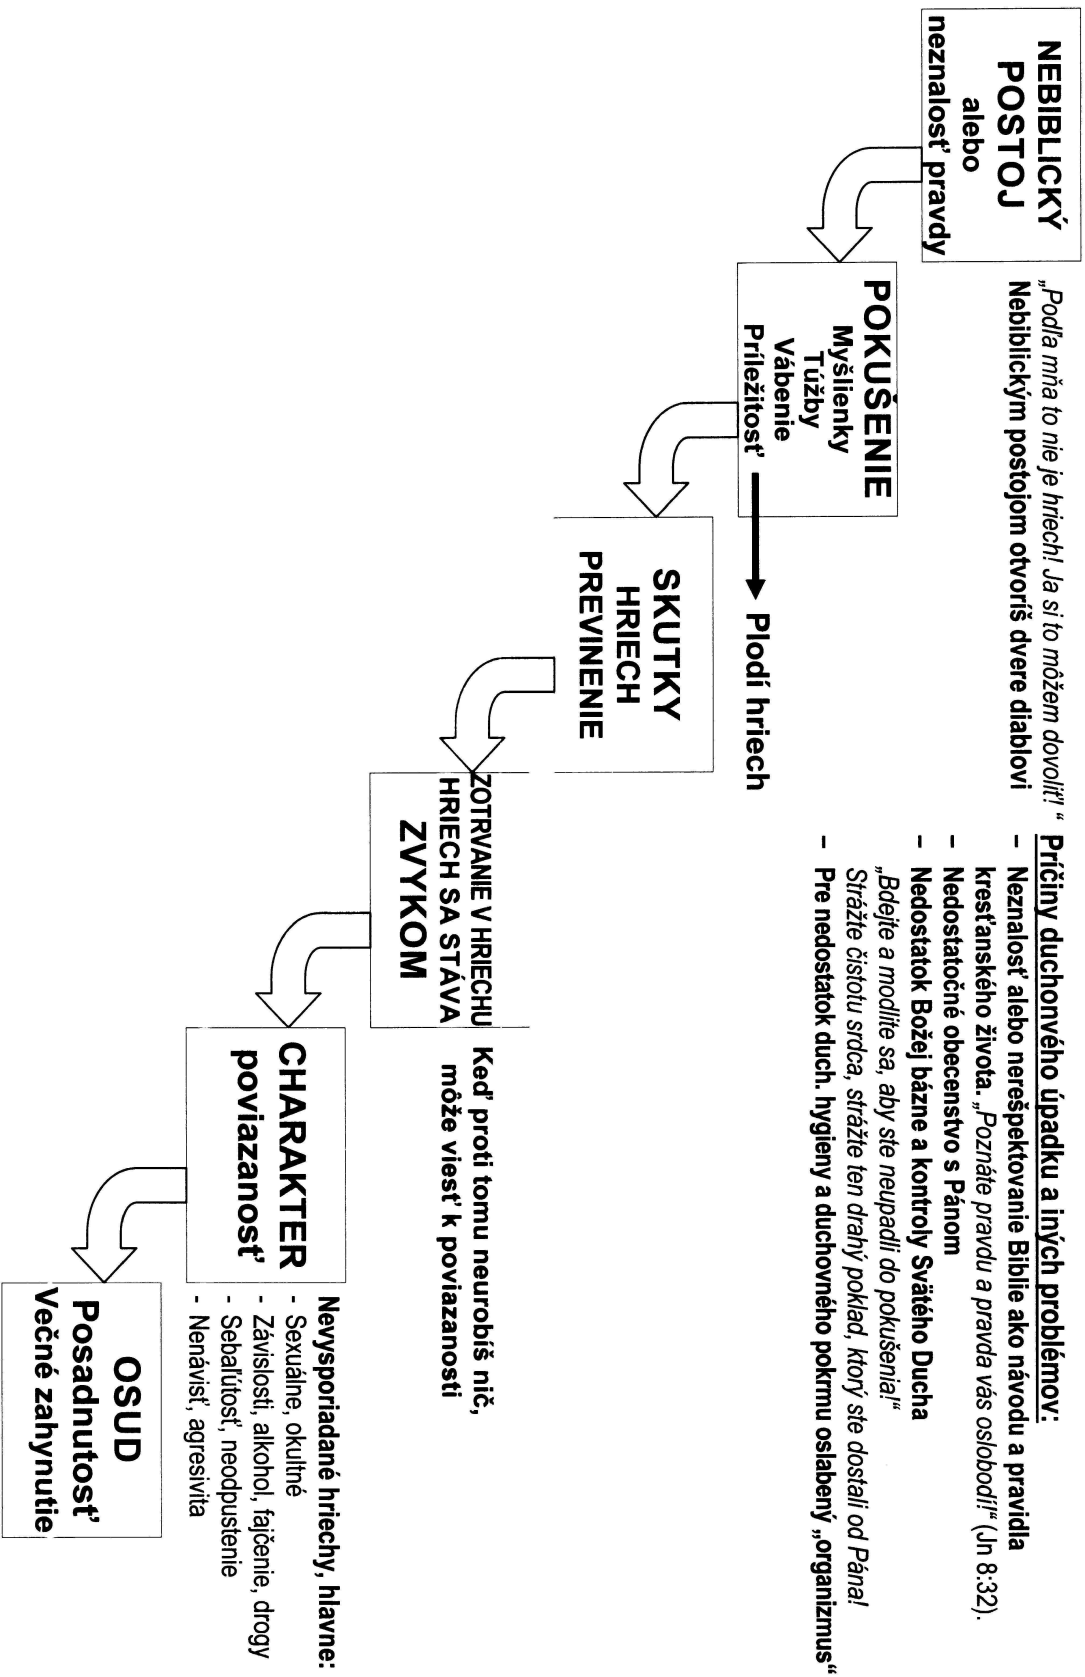 NEBIBLICKÝ
POSTOJ
alebo
neznalosť pravdy
„Podľa mňa to nie je hriech! Ja si to môžem dovoliť! “
Nebiblickým postojom otvoríš dvere diablovi
Príčiny duchonvého úpadku a iných problémov:
- Neznalosť alebo nerešpektovanie Biblie ako návodu a pravidla
kresťanského života. „Poznáte pravdu a pravda vás oslobodí!“ (Jn 8:32).
- Nedostatočné obecenstvo s Pánom
- Nedostatok Božej bázne a kontroly Svätého Ducha
„Bdejte a modlite sa, aby ste neupadli do pokušenia!“
Strážte čistotu srdca, strážte ten drahý poklad, ktorý ste dostali od Pána!
- Pre nedostatok duch. hygieny a duchovného pokrmu oslabený „organizmus“
POKUŠENIE
Myšlienky
Túžby
Vábenie
Príležitosť
Plodí hriech
SKUTKY
HRIECH
PREVINENIE
ZOTRVANIE V HRIECHU
HRIECH SA STÁVA
ZVYKOM
Keď proti tomu neurobíš nič,
môže viesť k poviazanosti
CHARAKTER
poviazanosť
Nevysporiadané hriechy, hlavne:
- Sexuálne, okultné
- Závislosti, alkohol, fajčenie, drogy
- Sebaľútosť, neodpustenie
- Nenávisť, agresivita
OSUD
Posadnutosť
Večné zahynutie